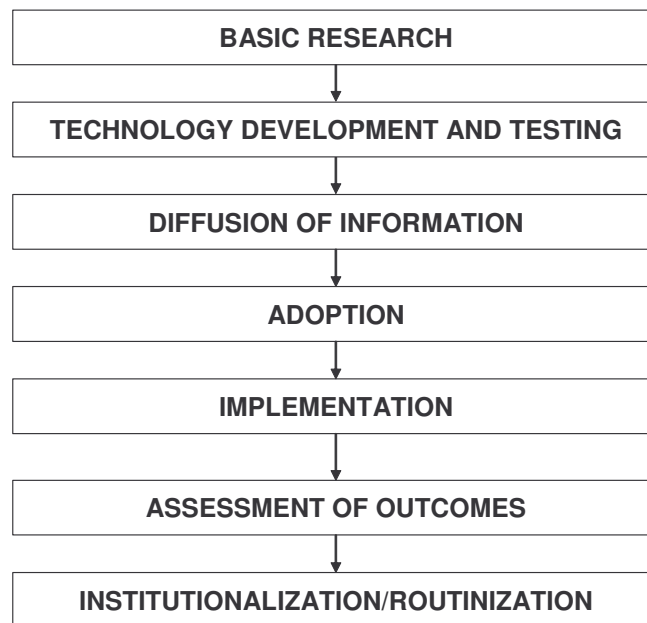 BASIC RESEARCH
TECHNOLOGY DEVELOPMENT AND TESTING
DIFFUSION OF INFORMATION
ADOPTION
IMPLEMENTATION
ASSESSMENT OF OUTCOMES
INSTITUTIONALIZATION/ROUTINIZATION